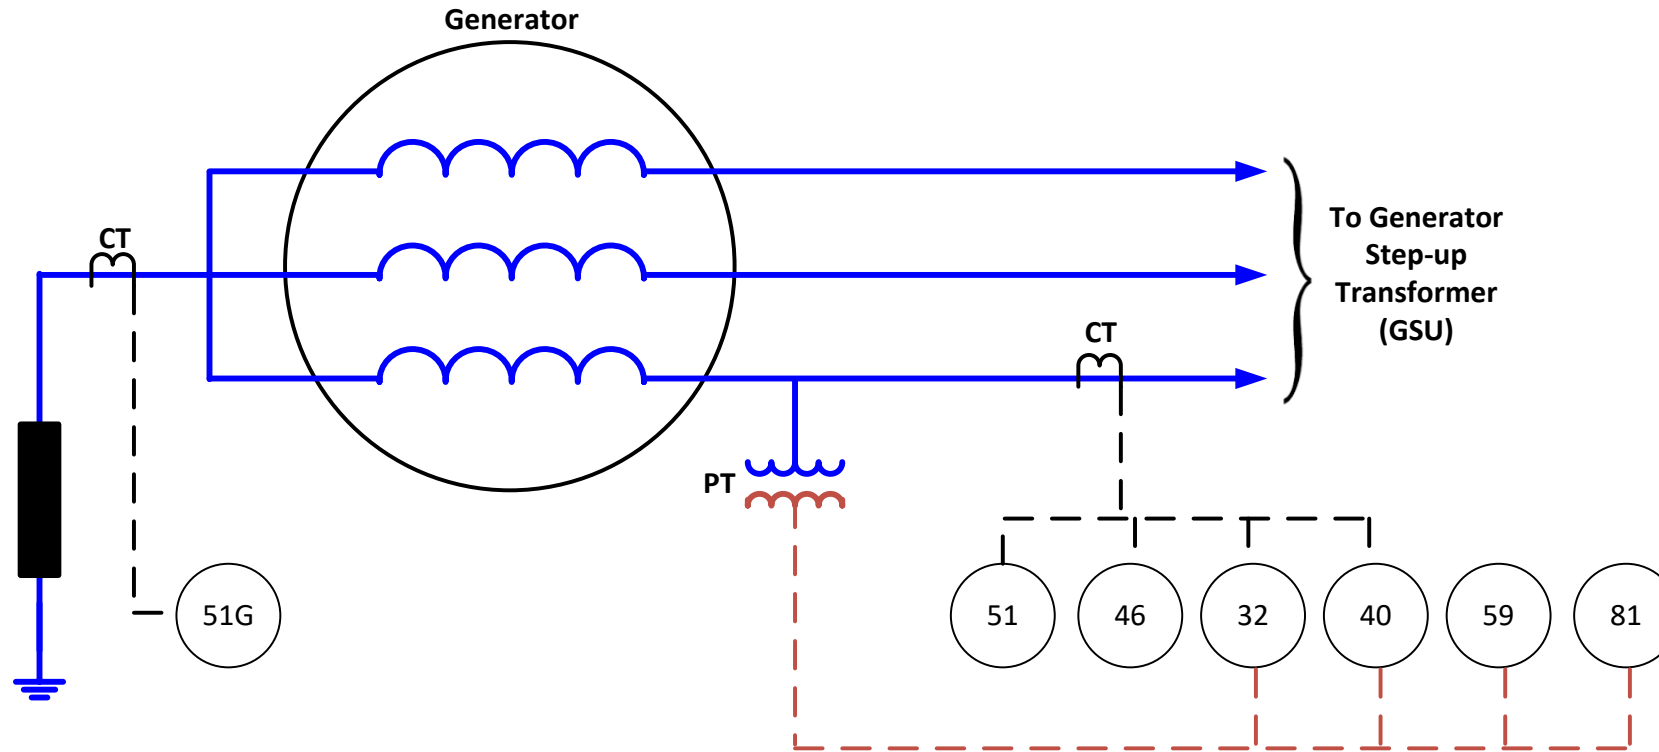 Generator
CT
To Generator
Step-up
Transformer
(GSU)
CT
PT
51G
51
46
32
40
59
81